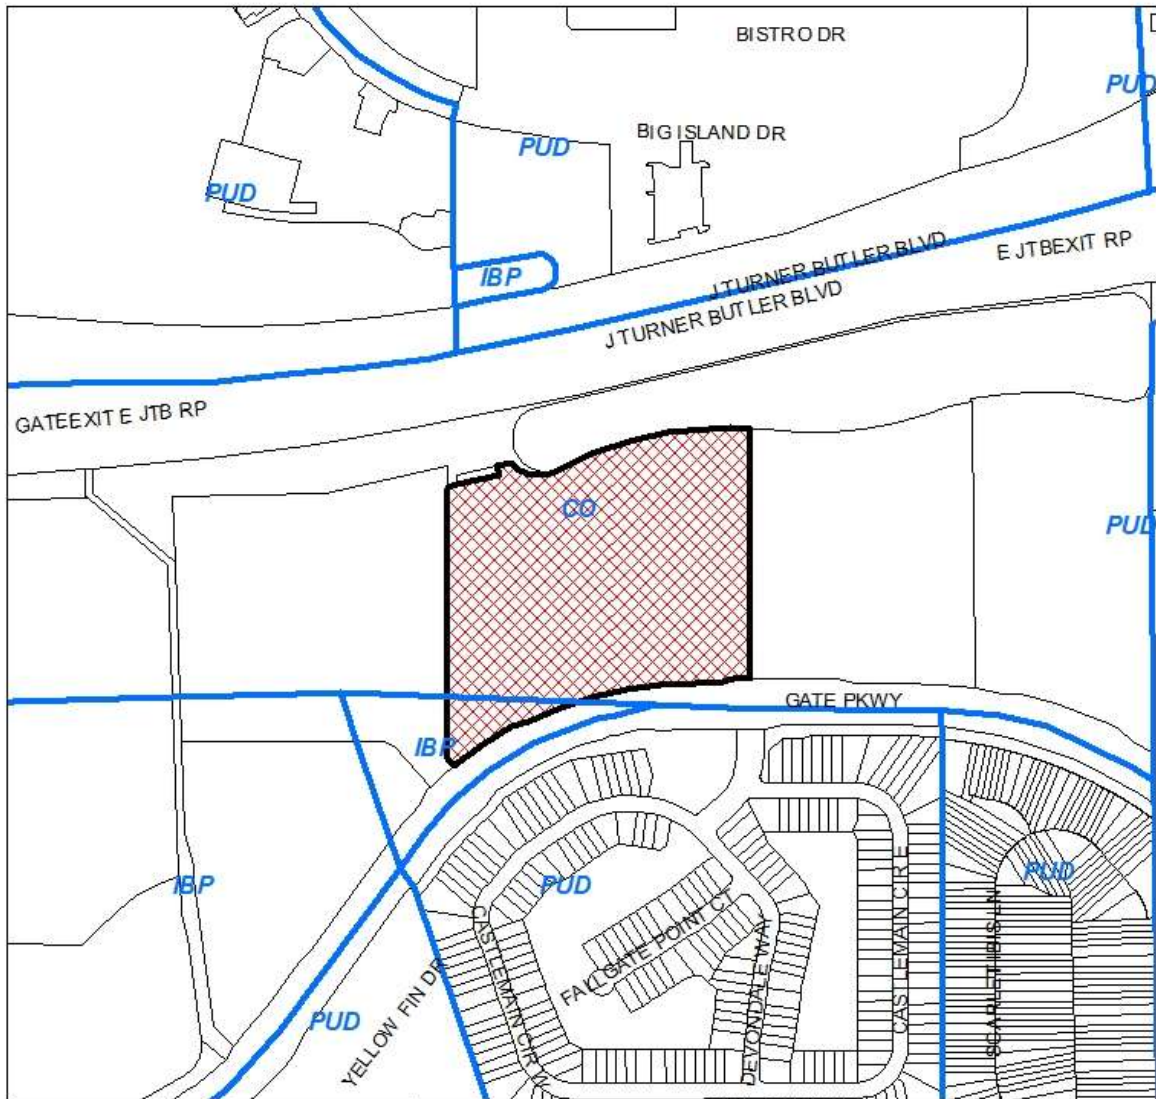 BISTRO DR
PUD
BIG ISLAND DR
PUD
PUD
J TURNER BUTLER BLVD
E JTBEXIT RP
IBP
J TURNER BUTLER BLVD
GATEEXIT E JTB RP
CO
PUD
GATE PKWY
IBP
IBP
PUD
PUD
CASTLEMAIN CIR W
FALLGATE POINT CT
DEVONDALE WAY
CAS LEMAN CIR E
SCARLET IBIS LN
YELLOW FIN DR
PUD